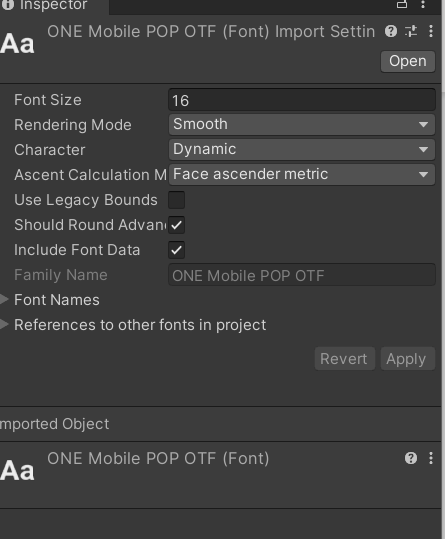 Inspector
Aa ONE Mobile POP OTF (Font) Import Settin
Open
Font Size 16
Rendering Mode Smooth
Character Dynamic
Ascent Calculation M Face ascender metric
Use Legacy Bounds
Should Round Advan
Include Font Data
Family Name ONE Mobile POP OTF
Font Names
References to other fonts in project
Revert Apply
mported Object
Aa ONE Mobile POP OTF (Font)